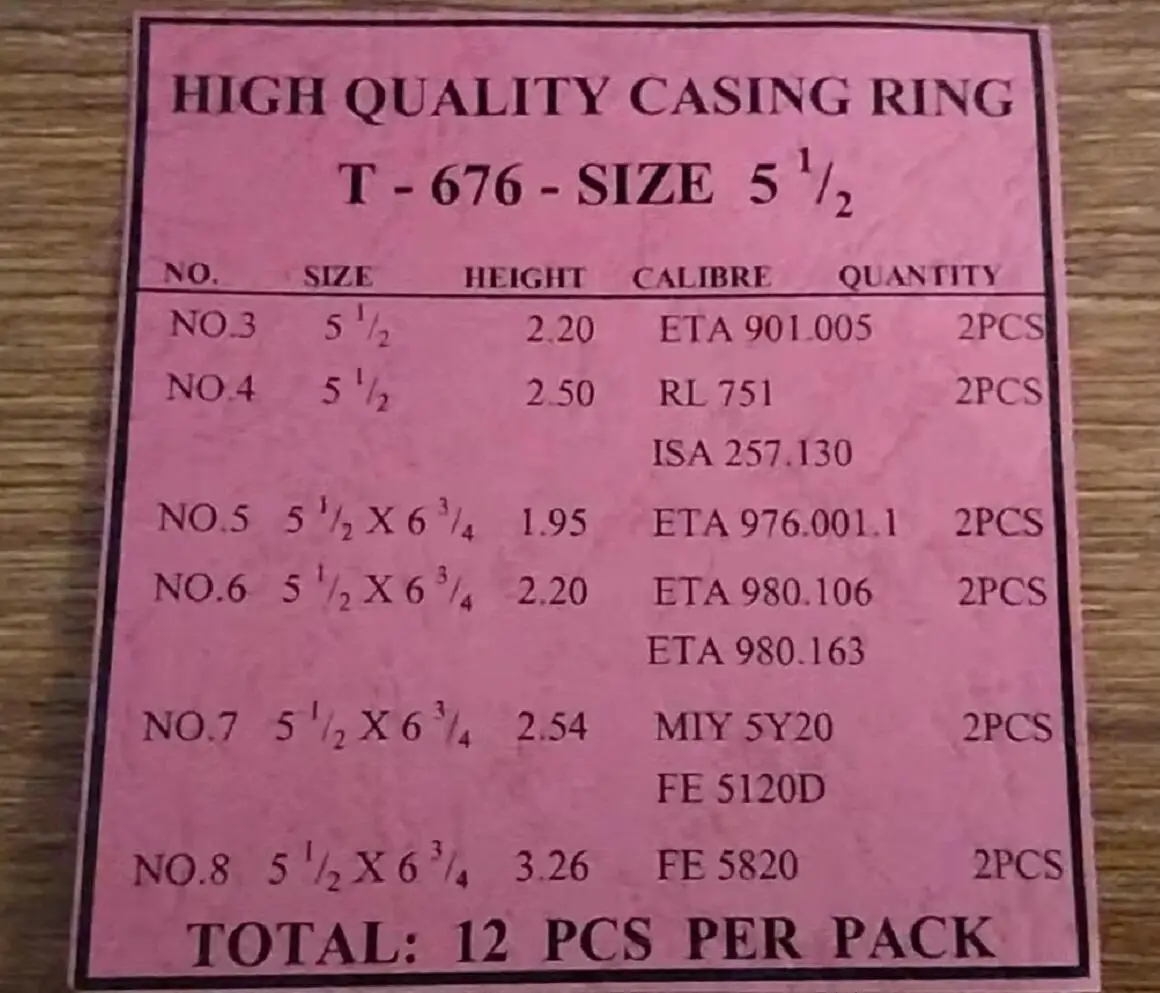 HIGH QUALITY CASING RING
T - 676 - SIZE 5 1/2
NO. SIZE HEIGHT CALIBRE QUANTITY
NO.3 5 1/2 2.20 ETA 901.005 2PCS
NO.4 5 1/2 2.50 RL 751 2PCS
ISA 257.130
NO.5 5 1/2 X 6 3/4 1.95 ETA 976.001.1 2PCS
NO.6 5 1/2 X 6 3/4 2.20 ETA 980.106 2PCS
ETA 980.163
NO.7 5 1/2 X 6 3/4 2.54 MIY 5Y20 2PCS
FE 5120D
NO.8 5 1/2 X 6 3/4 3.26 FE 5820 2PCS
TOTAL: 12 PCS PER PACK